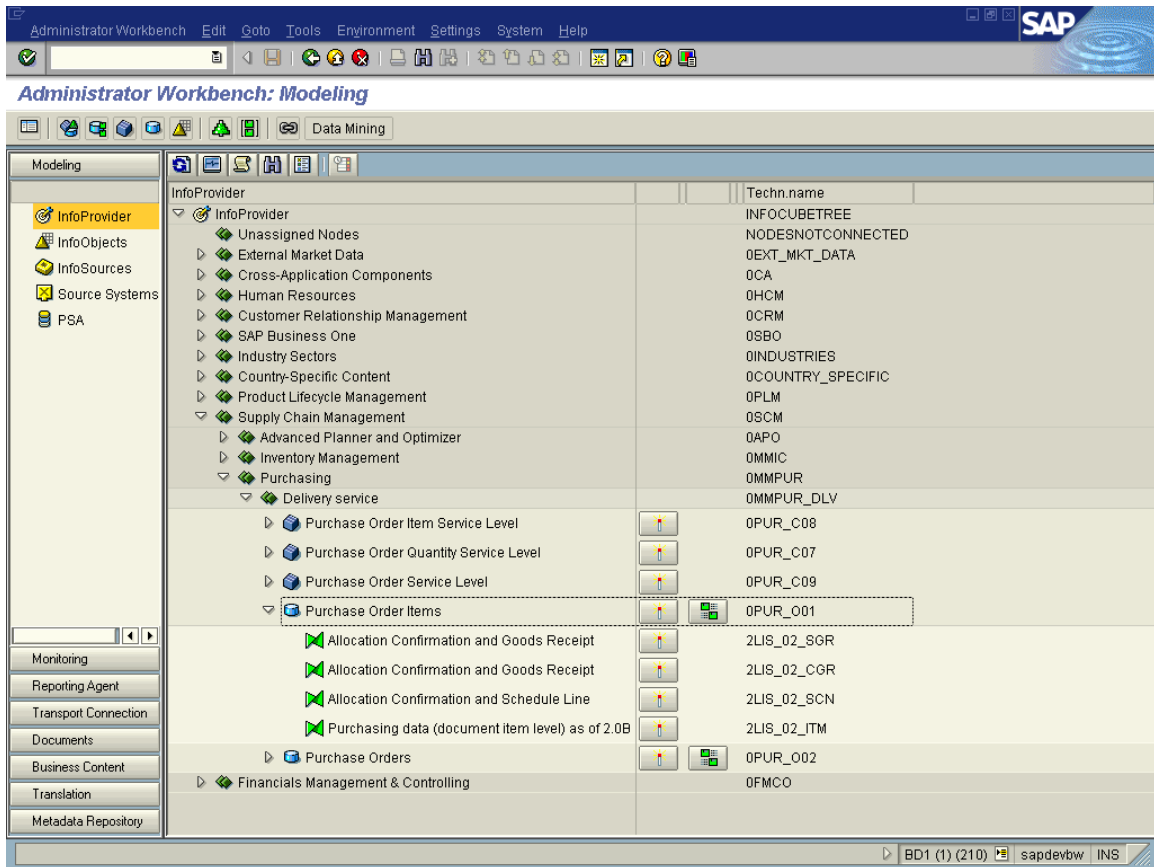 Administrator Workbench Edit Goto Tools Environment Settings System Help
SAP
Administrator Workbench: Modeling
Data Mining
Modeling
InfoProvider
InfoObjects
InfoSources
Source Systems
PSA
Monitoring
Reporting Agent
Transport Connection
Documents
Business Content
Translation
Metadata Repository
InfoProvider Techn.name
InfoProvider INFOCUBETREE
Unassigned Nodes NODESNOTCONNECTED
External Market Data 0EXT_MKT_DATA
Cross-Application Components 0CA
Human Resources 0HCM
Customer Relationship Management 0CRM
SAP Business One 0SBO
Industry Sectors 0INDUSTRIES
Country-Specific Content 0COUNTRY_SPECIFIC
Product Lifecycle Management 0PLM
Supply Chain Management 0SCM
Advanced Planner and Optimizer 0APO
Inventory Management 0MMIC
Purchasing 0MMPUR
Delivery service 0MMPUR_DLV
Purchase Order Item Service Level 0PUR_C08
Purchase Order Quantity Service Level 0PUR_C07
Purchase Order Service Level 0PUR_C09
Purchase Order Items 0PUR_O01
Allocation Confirmation and Goods Receipt 2LIS_02_SGR
Allocation Confirmation and Goods Receipt 2LIS_02_CGR
Allocation Confirmation and Schedule Line 2LIS_02_SCN
Purchasing data (document item level) as of 2.0B 2LIS_02_ITM
Purchase Orders 0PUR_O02
Financials Management & Controlling 0FMCO
BD1 (1) (210) sapdevbw INS